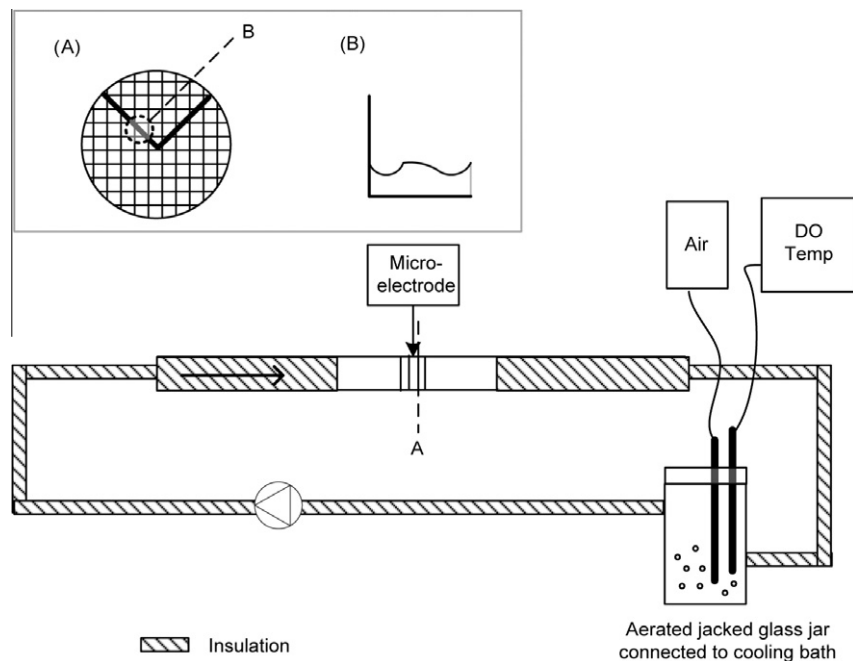 (A)
B
(B)
Micro-
electrode
Air
DO
Temp
A
Insulation
Aerated jacked glass jar
connected to cooling bath